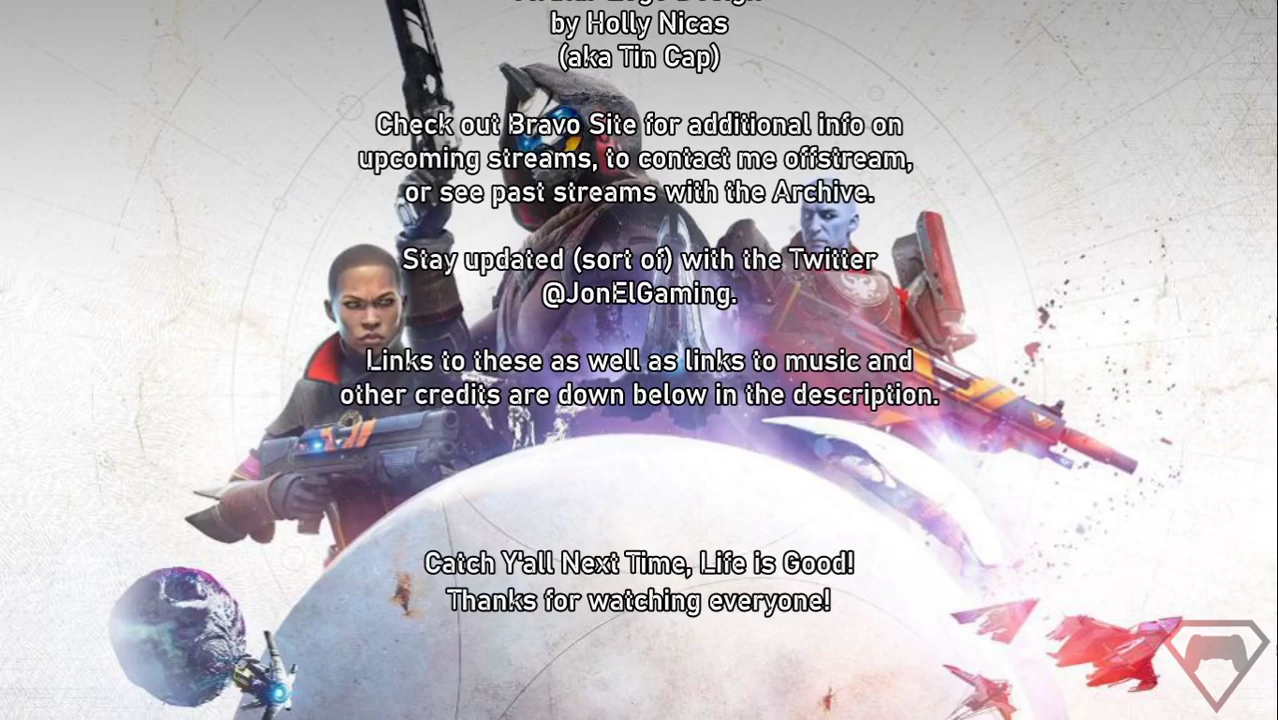 by Holly Nicas
(aka Tin Cap)
Check out Bravo Site for additional info on
upcoming streams, to contact me offstream,
or see past streams with the Archive.
Stay updated (sort of) with the Twitter
@JonElGaming.
Links to these as well as links to music and
other credits are down below in the description.
Catch Y'all Next Time, Life is Good!
Thanks for watching everyone!